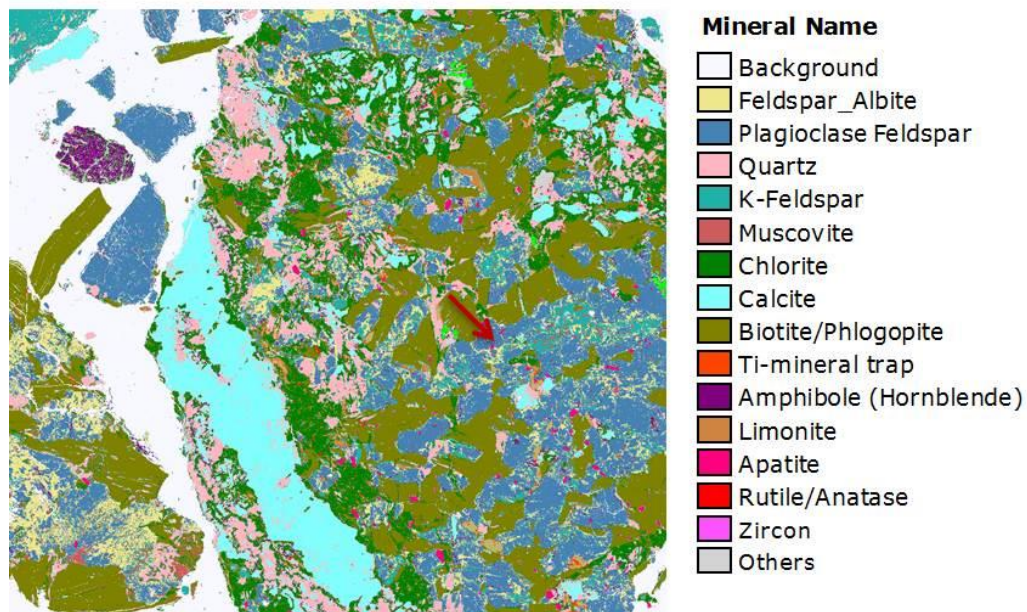 Mineral Name
Background
Feldspar_Albite
Plagioclase Feldspar
Quartz
K-Feldspar
Muscovite
Chlorite
Calcite
Biotite/Phlogopite
Ti-mineral trap
Amphibole (Hornblende)
Limonite
Apatite
Rutile/Anatase
Zircon
Others